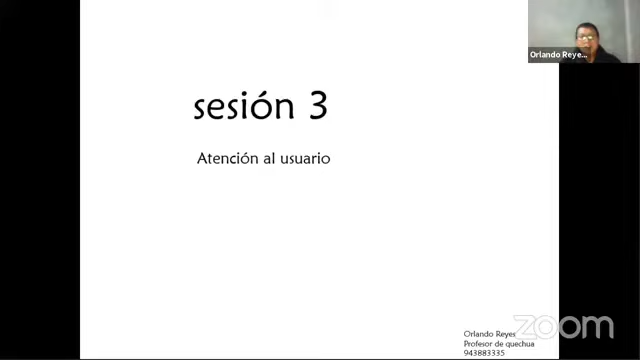 Orlando Reye...
sesión 3
Atención al usuario
Orlando Reyes
Profesor de quechua
943883335
zoom